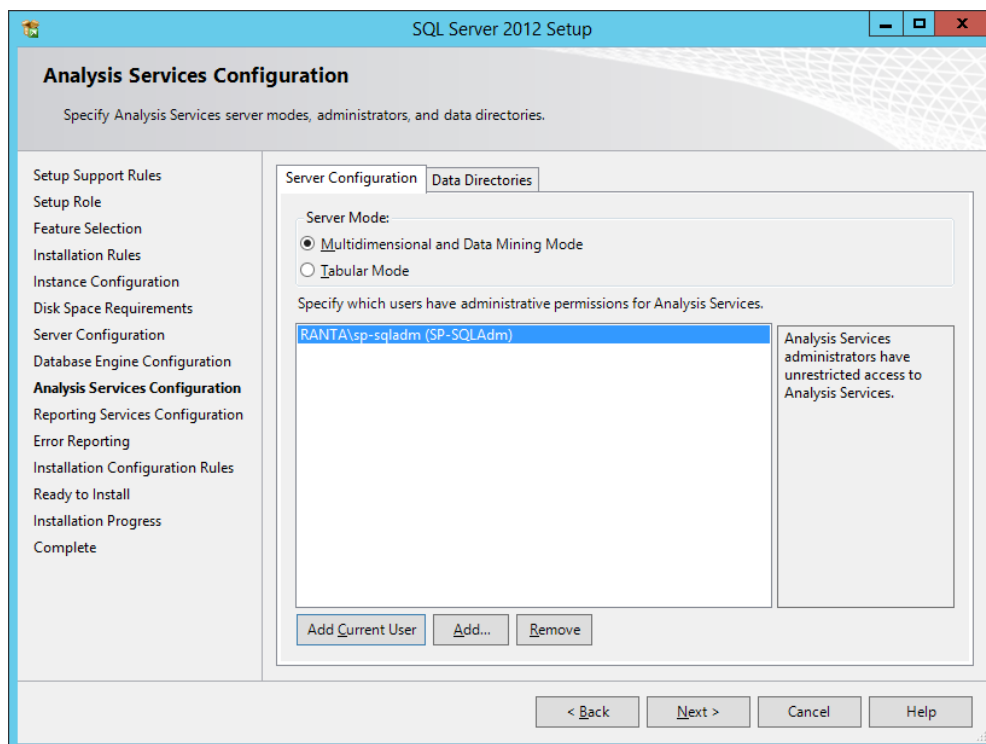 SQL Server 2012 Setup
Analysis Services Configuration
Specify Analysis Services server modes, administrators, and data directories.
Setup Support Rules
Setup Role
Feature Selection
Installation Rules
Instance Configuration
Disk Space Requirements
Server Configuration
Database Engine Configuration
Analysis Services Configuration
Reporting Services Configuration
Error Reporting
Installation Configuration Rules
Ready to Install
Installation Progress
Complete
Server Configuration
Data Directories
Server Mode:
Multidimensional and Data Mining Mode
Tabular Mode
Specify which users have administrative permissions for Analysis Services.
RANTA\sp-sqladm (SP-SQLAdm)
Analysis Services
administrators have
unrestricted access to
Analysis Services.
Add Current User
Add...
Remove
< Back
Next >
Cancel
Help